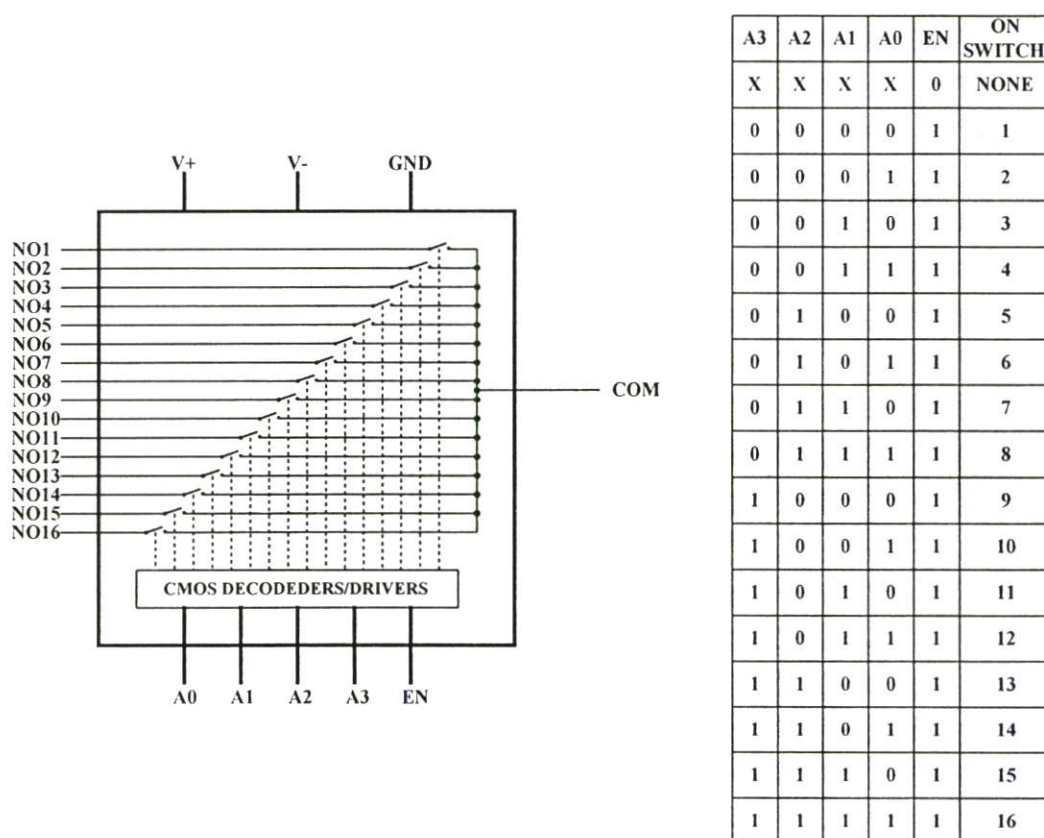 V+ V- GND
NO1
NO2
NO3
NO4
NO5
NO6
NO7
NO8
NO9
NO10
NO11
NO12
NO13
NO14
NO15
NO16
COM
CMOS DECODEDERS/DRIVERS
A0 A1 A2 A3 EN
A3 A2 A1 A0 EN ON SWITCH
X X X X 0 NONE
0 0 0 0 1 1
0 0 0 1 1 2
0 0 1 0 1 3
0 0 1 1 1 4
0 1 0 0 1 5
0 1 0 1 1 6
0 1 1 0 1 7
0 1 1 1 1 8
1 0 0 0 1 9
1 0 0 1 1 10
1 0 1 0 1 11
1 0 1 1 1 12
1 1 0 0 1 13
1 1 0 1 1 14
1 1 1 0 1 15
1 1 1 1 1 16